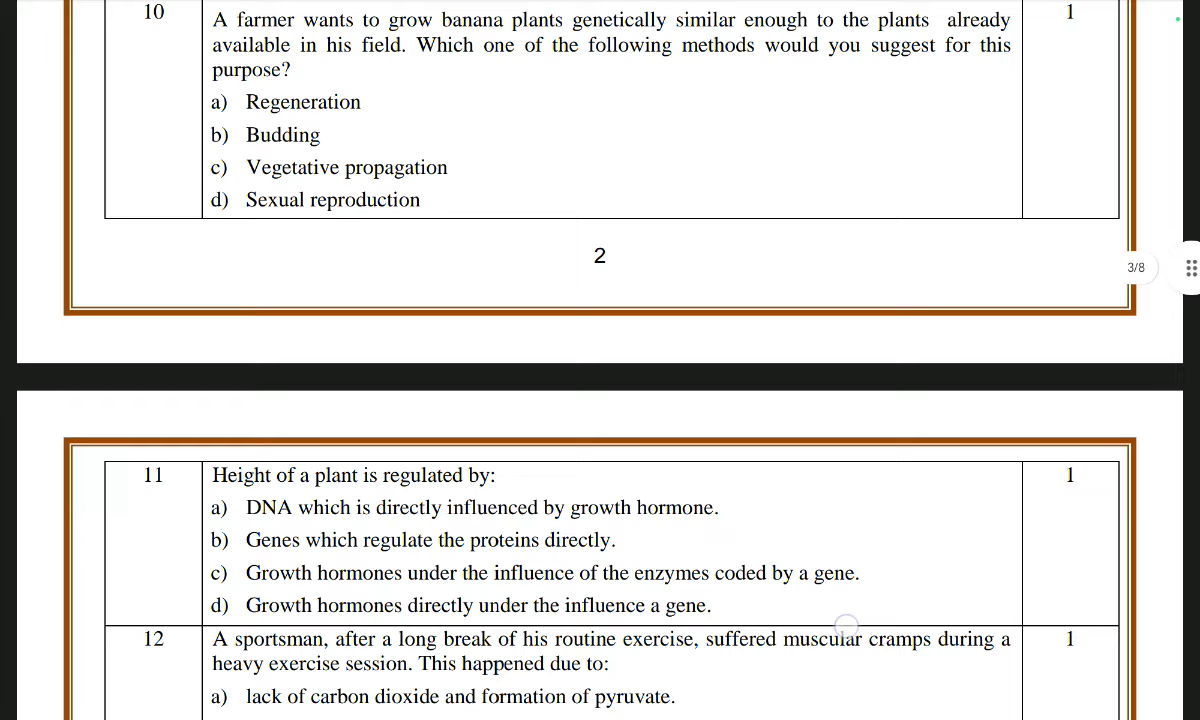 10
A farmer wants to grow banana plants genetically similar enough to the plants already
1
available in his field. Which one of the following methods would you suggest for this
purpose?
a) Regeneration
b) Budding
c) Vegetative propagation
d) Sexual reproduction
2
3/8
11
Height of a plant is regulated by:
1
a) DNA which is directly influenced by growth hormone.
b) Genes which regulate the proteins directly.
c) Growth hormones under the influence of the enzymes coded by a gene.
d) Growth hormones directly under the influence a gene.
12
A sportsman, after a long break of his routine exercise, suffered muscular cramps during a
1
heavy exercise session. This happened due to:
a) lack of carbon dioxide and formation of pyruvate.